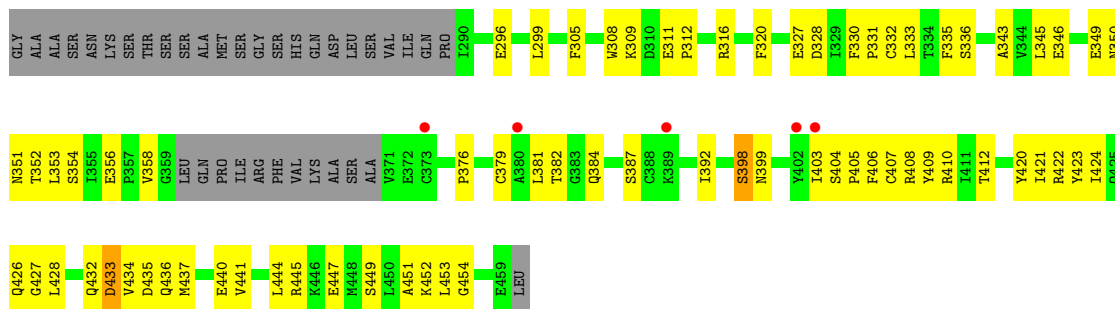 GLY ALA ALA SER ASN LYS SER THR SER SER ALA MET SER GLY SER HIS GLN ASP LEU SER VAL ILE GLN PRO I290 E296 L299 F305 W308 K309 D310 E311 P312 R316 F320 E327 D328 I329 F330 P331 C332 L333 T334 F335 S336 A343 V344 L345 E346 E349 N350
N351 T352 L353 S354 I355 E356 P357 V358 G359 LEU GLN PRO ILE ARG PHE VAL LYS ALA SER ALA V371 E372 C373 P376 C379 A380 L381 T382 G383 Q384 S387 C388 K389 I392 S398 N399 Y402 I403 S404 P405 F406 C407 R408 Y409 R410 I411 T412 Y420 I421 R422 Y423 I424 Q425
Q426 G427 L428 Q432 D433 V434 D435 Q436 M437 E440 V441 L444 R445 K446 E447 M448 S449 L450 A451 K452 L453 G454 E459 LEU